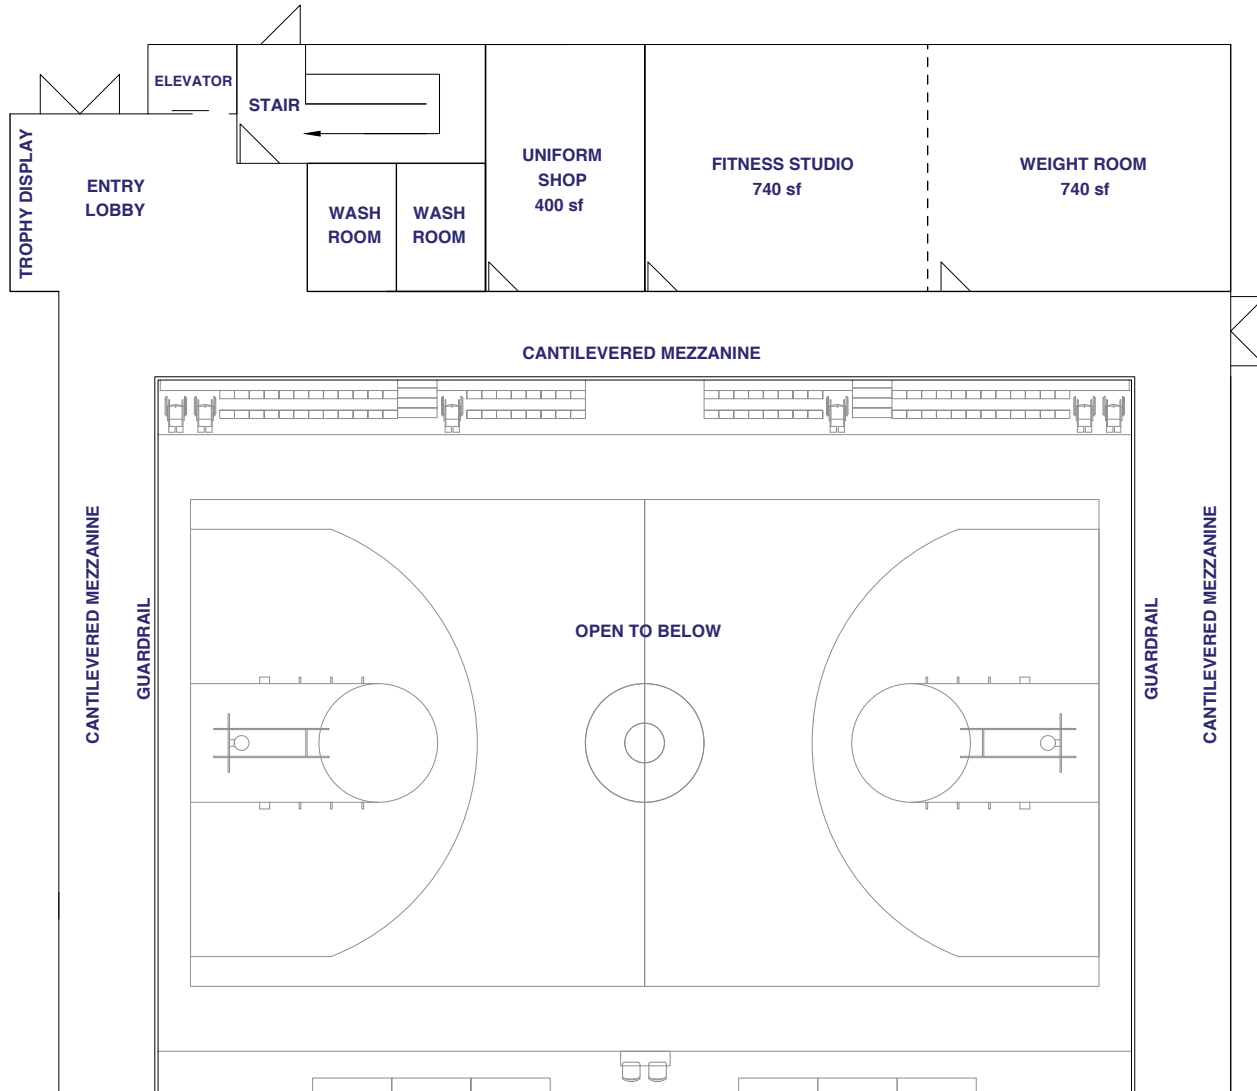 ELEVATOR
STAIR
TROPHY DISPLAY
ENTRY
LOBBY
WASH
ROOM
WASH
ROOM
UNIFORM
SHOP
400 sf
FITNESS STUDIO
740 sf
WEIGHT ROOM
740 sf
CANTILEVERED MEZZANINE
CANTILEVERED MEZZANINE
GUARDRAIL
OPEN TO BELOW
GUARDRAIL
CANTILEVERED MEZZANINE